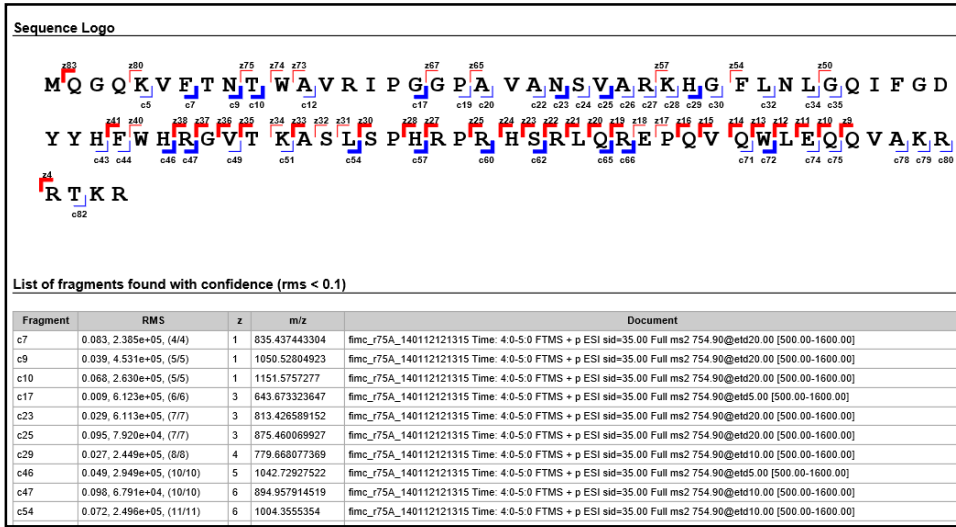 Sequence Logo
z83 z80 z75 z74 z73 z67 z65 z57 z54 z50
M Q G Q K V F T N T W A V R I P G G P A V A N S V A R K H G F L N L G Q I F G D
c5 c7 c9 c10 c12 c17 c19 c20 c22 c23 c24 c25 c26 c27 c28 c29 c30 c32 c34 c35
z41 z40 z38 z37 z36 z35 z34 z33 z32 z31 z30 z28 z27 z25 z24 z23 z22 z21 z20 z19 z18 z17 z16 z15 z14 z13 z12 z11 z10 z9
Y Y H F W H R G V T K A S L S P H R P R H S R L Q R E P Q V Q W L E Q Q V A K R
c43 c44 c46 c47 c49 c51 c54 c57 c60 c62 c65 c66 c71 c72 c74 c75 c78 c79 c80
z4
R T K R
c82
List of fragments found with confidence (rms < 0.1)
Fragment RMS z m/z Document
c7 0.083, 2.385e+05, (4/4) 1 835.437443304 fimc_r75A_140112121315 Time: 4:0-5:0 FTMS + p ESI sid=35.00 Full ms2 754.90@etd20.00 [500.00-1600.00]
c9 0.039, 4.531e+05, (5/5) 1 1050.52804923 fimc_r75A_140112121315 Time: 4:0-5:0 FTMS + p ESI sid=35.00 Full ms2 754.90@etd20.00 [500.00-1600.00]
c10 0.068, 2.630e+05, (5/5) 1 1151.5757277 fimc_r75A_140112121315 Time: 4:0-5:0 FTMS + p ESI sid=35.00 Full ms2 754.90@etd20.00 [500.00-1600.00]
c17 0.009, 6.123e+05, (6/6) 3 643.673323647 fimc_r75A_140112121315 Time: 4:0-5:0 FTMS + p ESI sid=35.00 Full ms2 754.90@etd5.00 [500.00-1600.00]
c23 0.029, 6.113e+05, (7/7) 3 813.426589152 fimc_r75A_140112121315 Time: 4:0-5:0 FTMS + p ESI sid=35.00 Full ms2 754.90@etd20.00 [500.00-1600.00]
c25 0.095, 7.920e+04, (7/7) 3 875.460069927 fimc_r75A_140112121315 Time: 4:0-5:0 FTMS + p ESI sid=35.00 Full ms2 754.90@etd20.00 [500.00-1600.00]
c29 0.027, 2.449e+05, (8/8) 4 779.668077369 fimc_r75A_140112121315 Time: 4:0-5:0 FTMS + p ESI sid=35.00 Full ms2 754.90@etd10.00 [500.00-1600.00]
c46 0.049, 2.949e+05, (10/10) 5 1042.72927522 fimc_r75A_140112121315 Time: 4:0-5:0 FTMS + p ESI sid=35.00 Full ms2 754.90@etd5.00 [500.00-1600.00]
c47 0.098, 6.791e+04, (10/10) 6 894.957914519 fimc_r75A_140112121315 Time: 4:0-5:0 FTMS + p ESI sid=35.00 Full ms2 754.90@etd10.00 [500.00-1600.00]
c54 0.072, 2.496e+05, (11/11) 6 1004.3555354 fimc_r75A_140112121315 Time: 4:0-5:0 FTMS + p ESI sid=35.00 Full ms2 754.90@etd10.00 [500.00-1600.00]